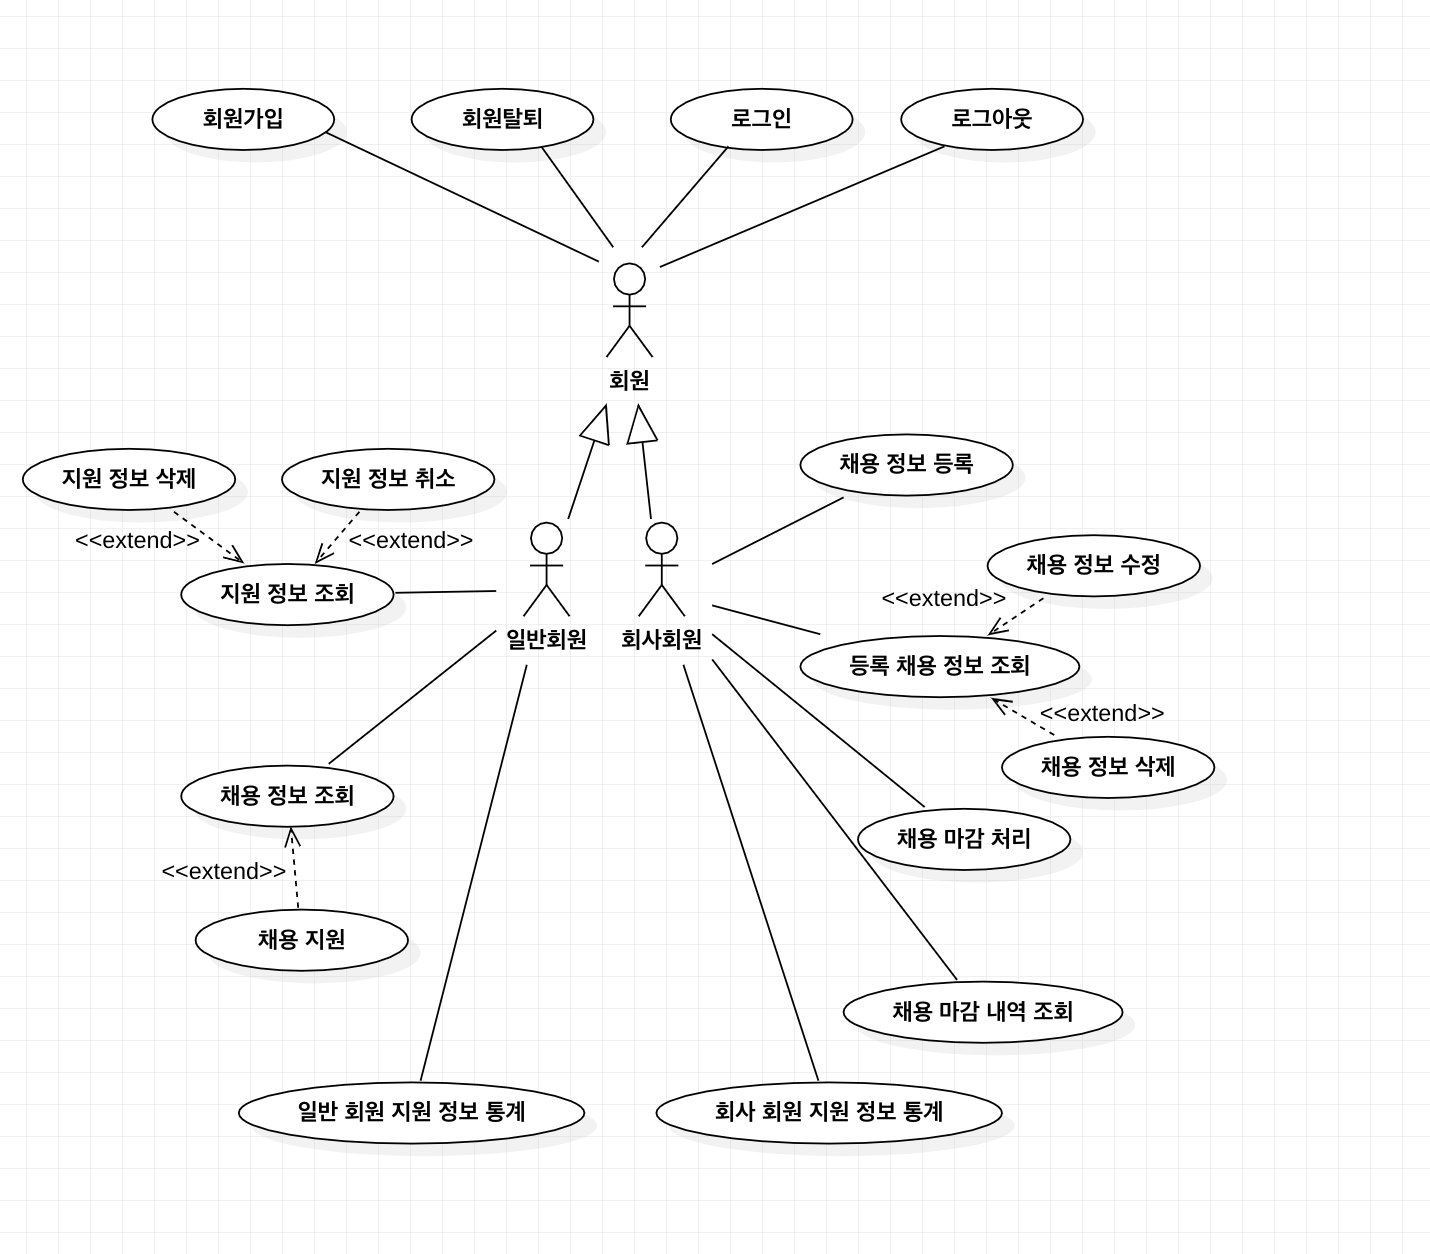 회원가입
회원탈퇴
로그인
로그아웃
회원
지원 정보 삭제
지원 정보 취소
채용 정보 등록
<<extend>>
<<extend>>
지원 정보 조회
채용 정보 수정
<<extend>>
일반회원
회사회원
등록 채용 정보 조회
<<extend>>
채용 정보 삭제
채용 정보 조회
채용 마감 처리
<<extend>>
채용 지원
채용 마감 내역 조회
일반 회원 지원 정보 통계
회사 회원 지원 정보 통계